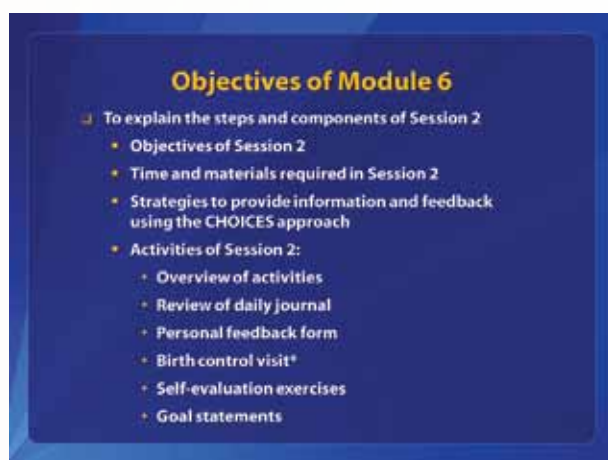 Objectives of Module 6
To explain the steps and components of Session 2
Objectives of Session 2
Time and materials required in Session 2
Strategies to provide information and feedback
using the CHOICES approach
Activities of Session 2:
Overview of activities
Review of daily journal
Personal feedback form
Birth control visit*
Self-evaluation exercises
Goal statements